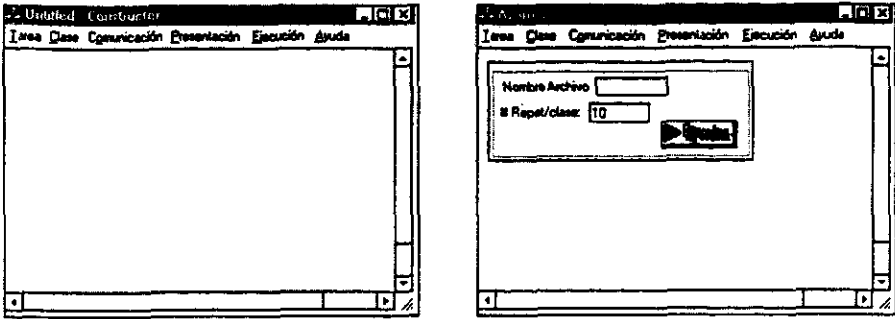 Untitled Constructor
Tarea Clase Comunicación Presentación Ejecución Ayuda
Tarea Clase Comunicación Presentación Ejecución Ayuda
Nombre Archivo
# Repet/clase: 10